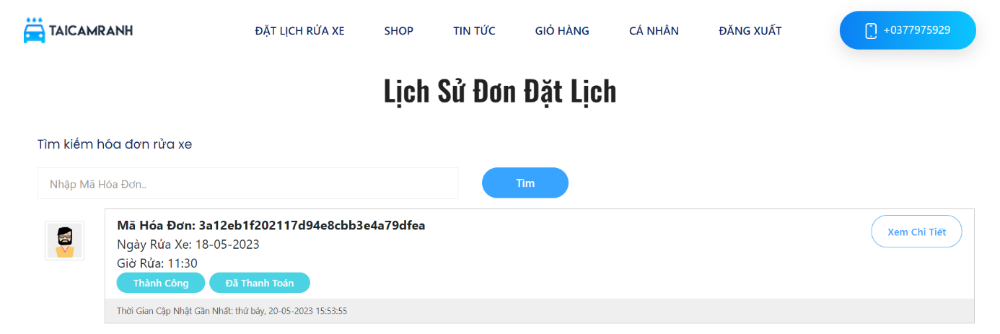 TAICAMRANH
ĐẶT LỊCH RỬA XE
SHOP
TIN TỨC
GIỎ HÀNG
CÁ NHÂN
ĐĂNG XUẤT
+0377975929
Lịch Sử Đơn Đặt Lịch
Tìm kiếm hóa đơn rửa xe
Nhập Mã Hóa Đơn..
Tìm
Mã Hóa Đơn: 3a12eb1f202117d94e8cbb3e4a79dfea
Xem Chi Tiết
Ngày Rửa Xe: 18-05-2023
Giờ Rửa: 11:30
Thành Công
Đã Thanh Toán
Thời Gian Cập Nhật Gần Nhất: thứ bảy, 20-05-2023 15:53:55